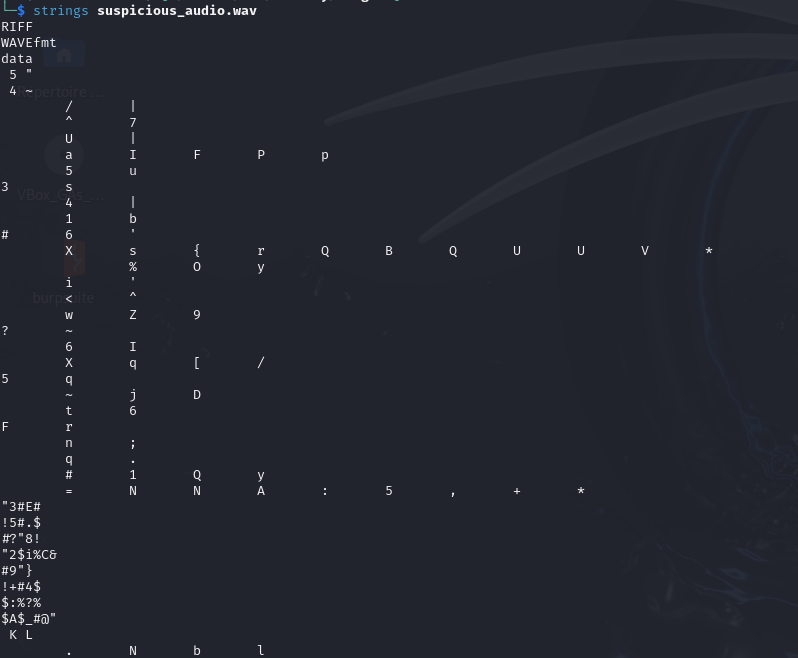 └─$ strings suspicious_audio.wav
RIFF
WAVEfmt
data
 5 "
 4 ~
/ |
^ 7
U |
a I F P p
5 u
3 s
4 |
1 b
# 6 '
X s { r Q B Q U U V *
% O y
i '
< ^
w Z 9
? ~
6 I
X q [ /
5 q
~ j D
t 6
F r
n ;
q .
# 1 Q y
= N N A : 5 , + *
"3#E#
!5#.$
#?"8!
"2$i%C&
#9"}
!+#4$
$:%?%
$A$_#@"
 K L
. N b l